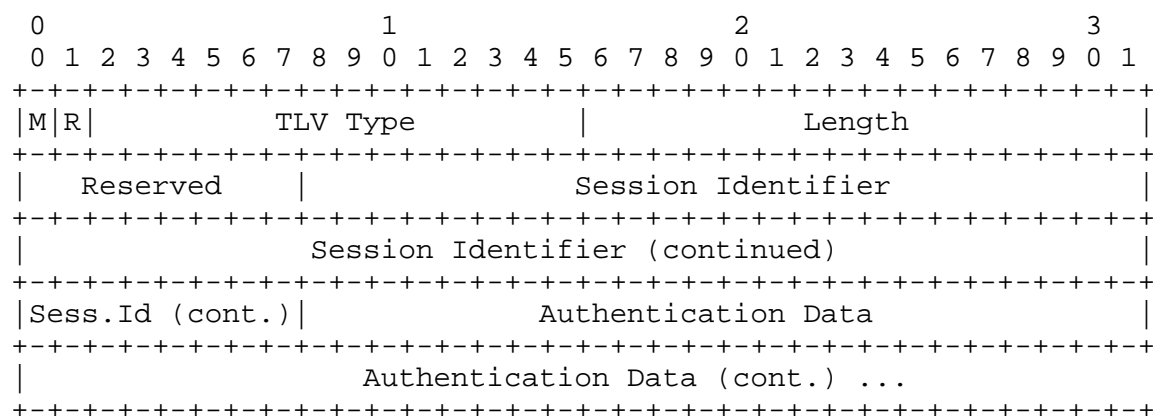 0                   1                   2                   3
 0 1 2 3 4 5 6 7 8 9 0 1 2 3 4 5 6 7 8 9 0 1 2 3 4 5 6 7 8 9 0 1
+-+-+-+-+-+-+-+-+-+-+-+-+-+-+-+-+-+-+-+-+-+-+-+-+-+-+-+-+-+-+-+-+
|M|R|          TLV Type         |            Length             |
+-+-+-+-+-+-+-+-+-+-+-+-+-+-+-+-+-+-+-+-+-+-+-+-+-+-+-+-+-+-+-+-+
|   Reserved    |               Session Identifier              |
+-+-+-+-+-+-+-+-+-+-+-+-+-+-+-+-+-+-+-+-+-+-+-+-+-+-+-+-+-+-+-+-+
|                Session Identifier (continued)                 |
+-+-+-+-+-+-+-+-+-+-+-+-+-+-+-+-+-+-+-+-+-+-+-+-+-+-+-+-+-+-+-+-+
|Sess.Id (cont.)|             Authentication Data               |
+-+-+-+-+-+-+-+-+-+-+-+-+-+-+-+-+-+-+-+-+-+-+-+-+-+-+-+-+-+-+-+-+
|                   Authentication Data (cont.) ...
+-+-+-+-+-+-+-+-+-+-+-+-+-+-+-+-+-+-+-+-+-+-+-+-+-+-+-+-+-+-+-+-+